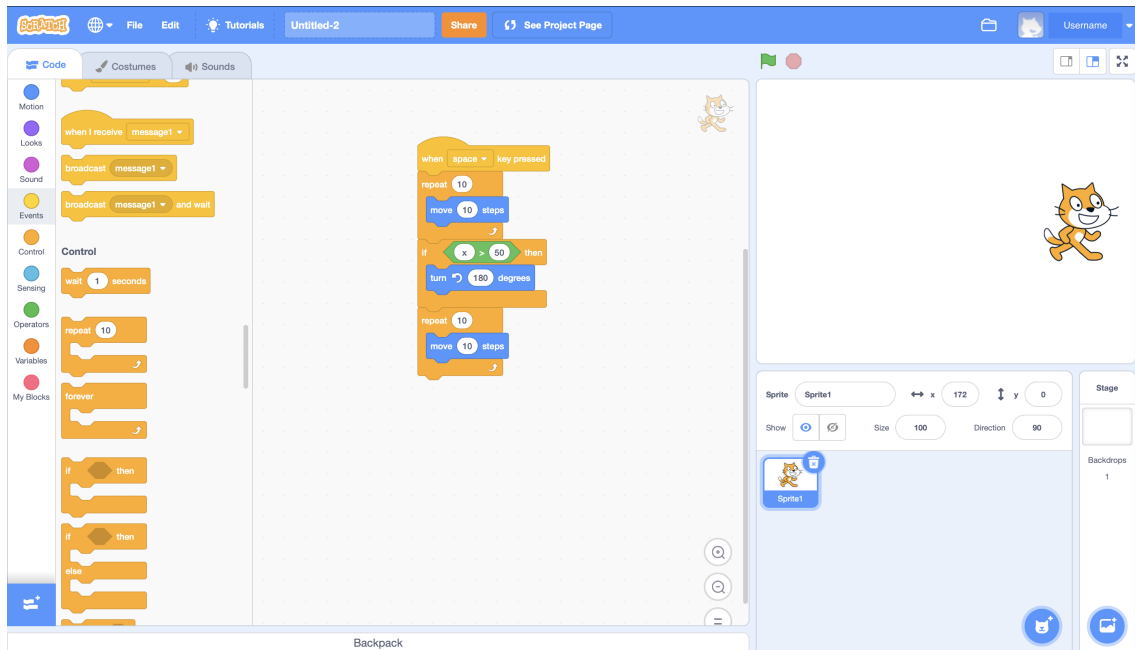 SCRATCH File Edit Tutorials Untitled-2 Share See Project Page Username
Code Costumes Sounds
Motion
Looks
Sound
Events
Control
Sensing
Operators
Variables
My Blocks
when I receive message1
broadcast message1
broadcast message1 and wait
Control
wait 1 seconds
repeat 10
forever
if then
if then
else
when space key pressed
repeat 10
move 10 steps
if x > 50 then
turn 180 degrees
repeat 10
move 10 steps
Backpack
Sprite Sprite1 x 172 y 0
Show Size 100 Direction 90
Sprite1
Stage
Backdrops
1